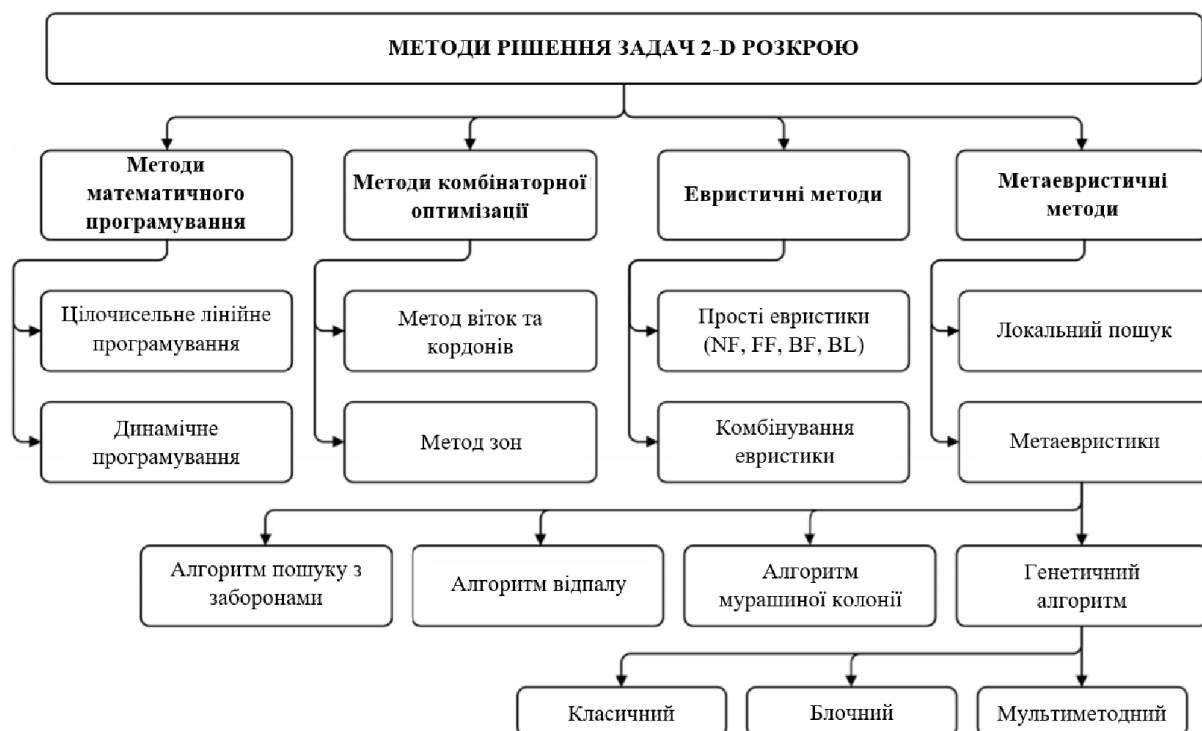 МЕТОДИ РІШЕННЯ ЗАДАЧ 2-D РОЗКРОЮ
Методи
математичного
програмування
Методи комбінаторної
оптимізації
Евристичні методи
Метаевристичні
методи
Цілочисельне лінійне
програмування
Метод віток та
кордонів
Прості евристики
(NF, FF, BF, BL)
Локальний пошук
Динамічне
програмування
Метод зон
Комбінування
евристики
Метаевристики
Алгоритм пошуку з
заборонами
Алгоритм відпалу
Алгоритм
мурашиної колонії
Генетичний
алгоритм
Класичний
Блочний
Мультиметодний